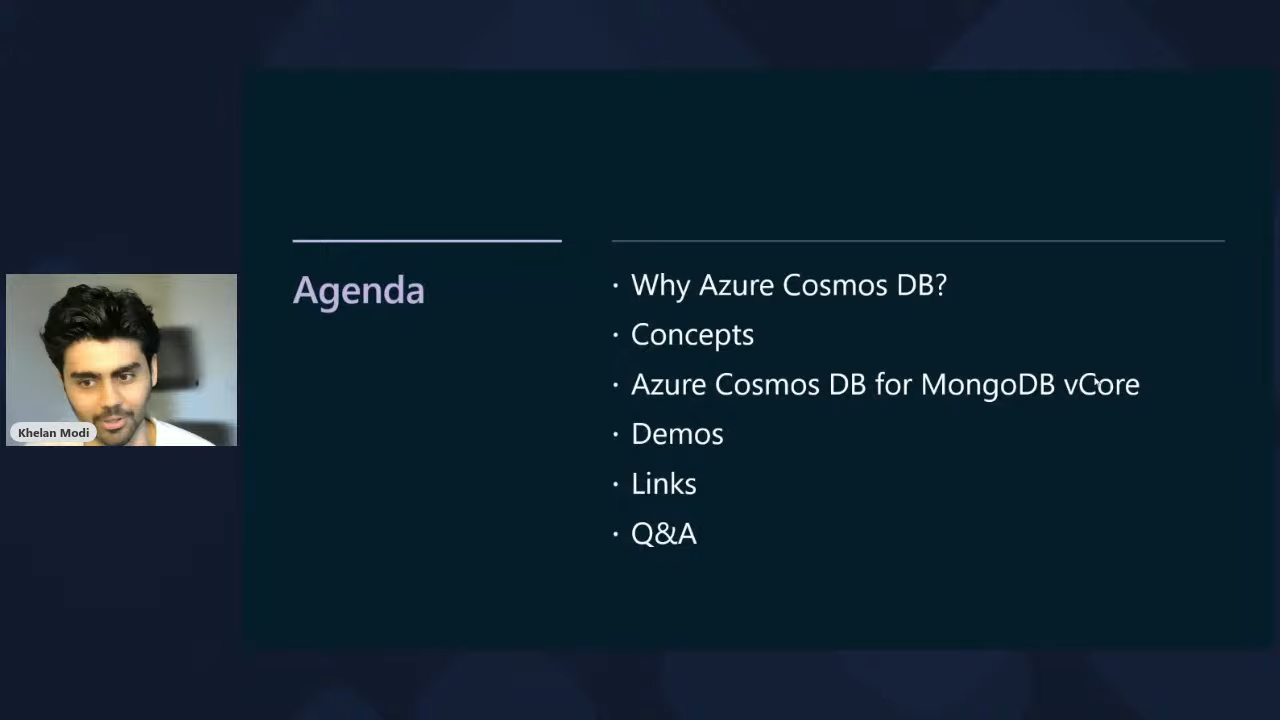 Agenda
· Why Azure Cosmos DB?
· Concepts
· Azure Cosmos DB for MongoDB vCore
· Demos
· Links
· Q&A
Khelan Modi